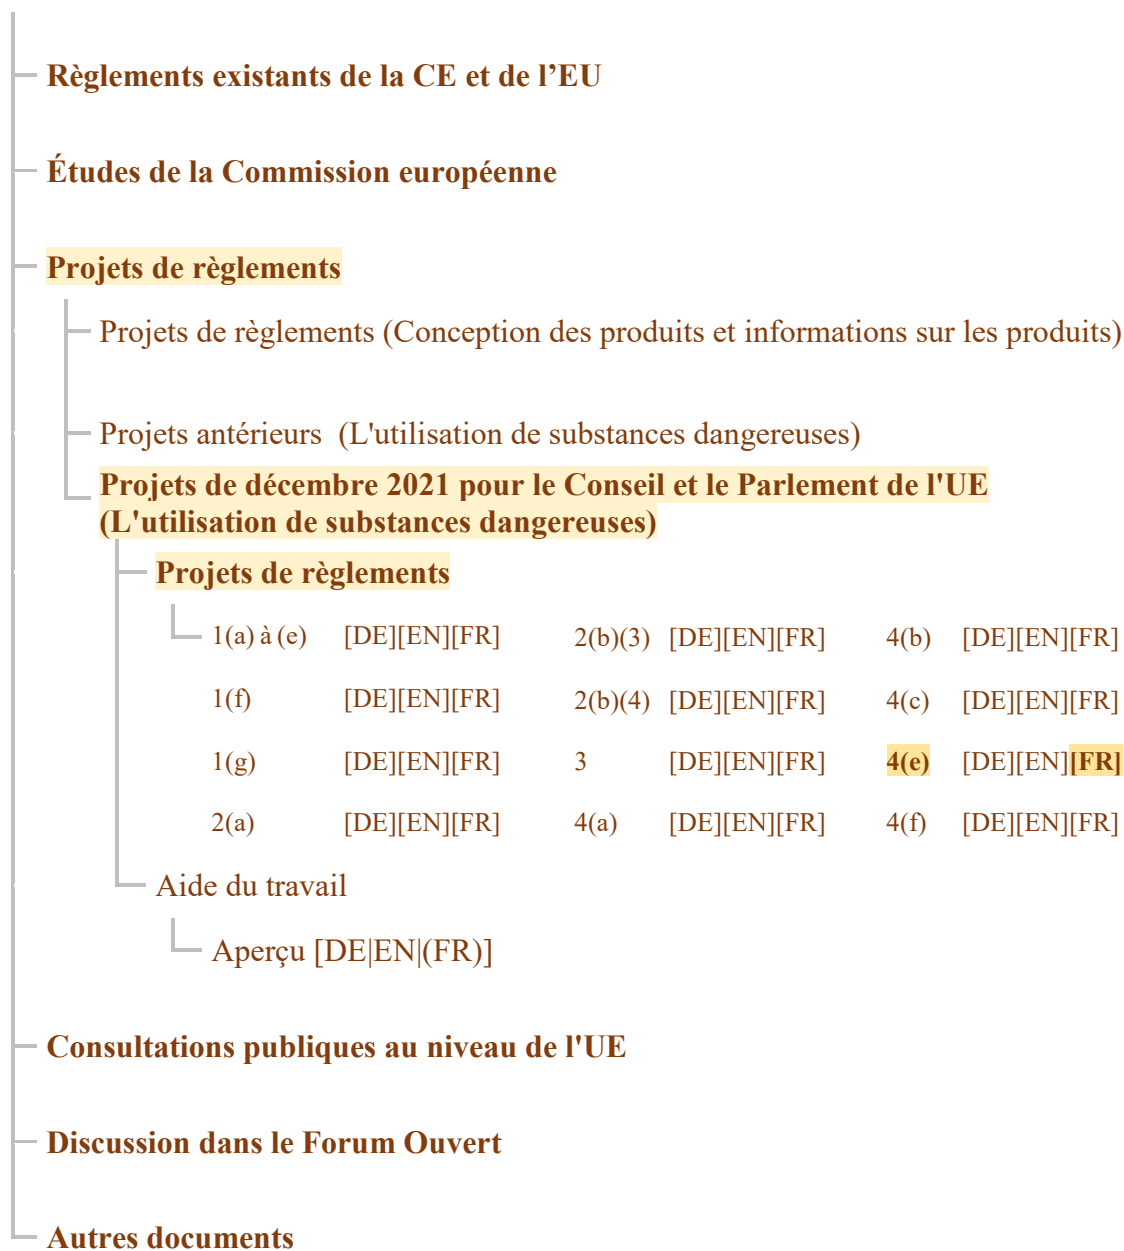 Règlements existants de la CE et de l’EU
Études de la Commission européenne
Projets de règlements
Projets de règlements (Conception des produits et informations sur les produits)
Projets antérieurs  (L'utilisation de substances dangereuses)
Projets de décembre 2021 pour le Conseil et le Parlement de l'UE
(L'utilisation de substances dangereuses)
Projets de règlements
1(a) à (e) [DE][EN][FR] 2(b)(3) [DE][EN][FR] 4(b) [DE][EN][FR]
1(f) [DE][EN][FR] 2(b)(4) [DE][EN][FR] 4(c) [DE][EN][FR]
1(g) [DE][EN][FR] 3 [DE][EN][FR] 4(e) [DE][EN][FR]
2(a) [DE][EN][FR] 4(a) [DE][EN][FR] 4(f) [DE][EN][FR]
Aide du travail
Aperçu [DE|EN|(FR)]
Consultations publiques au niveau de l'UE
Discussion dans le Forum Ouvert
Autres documents